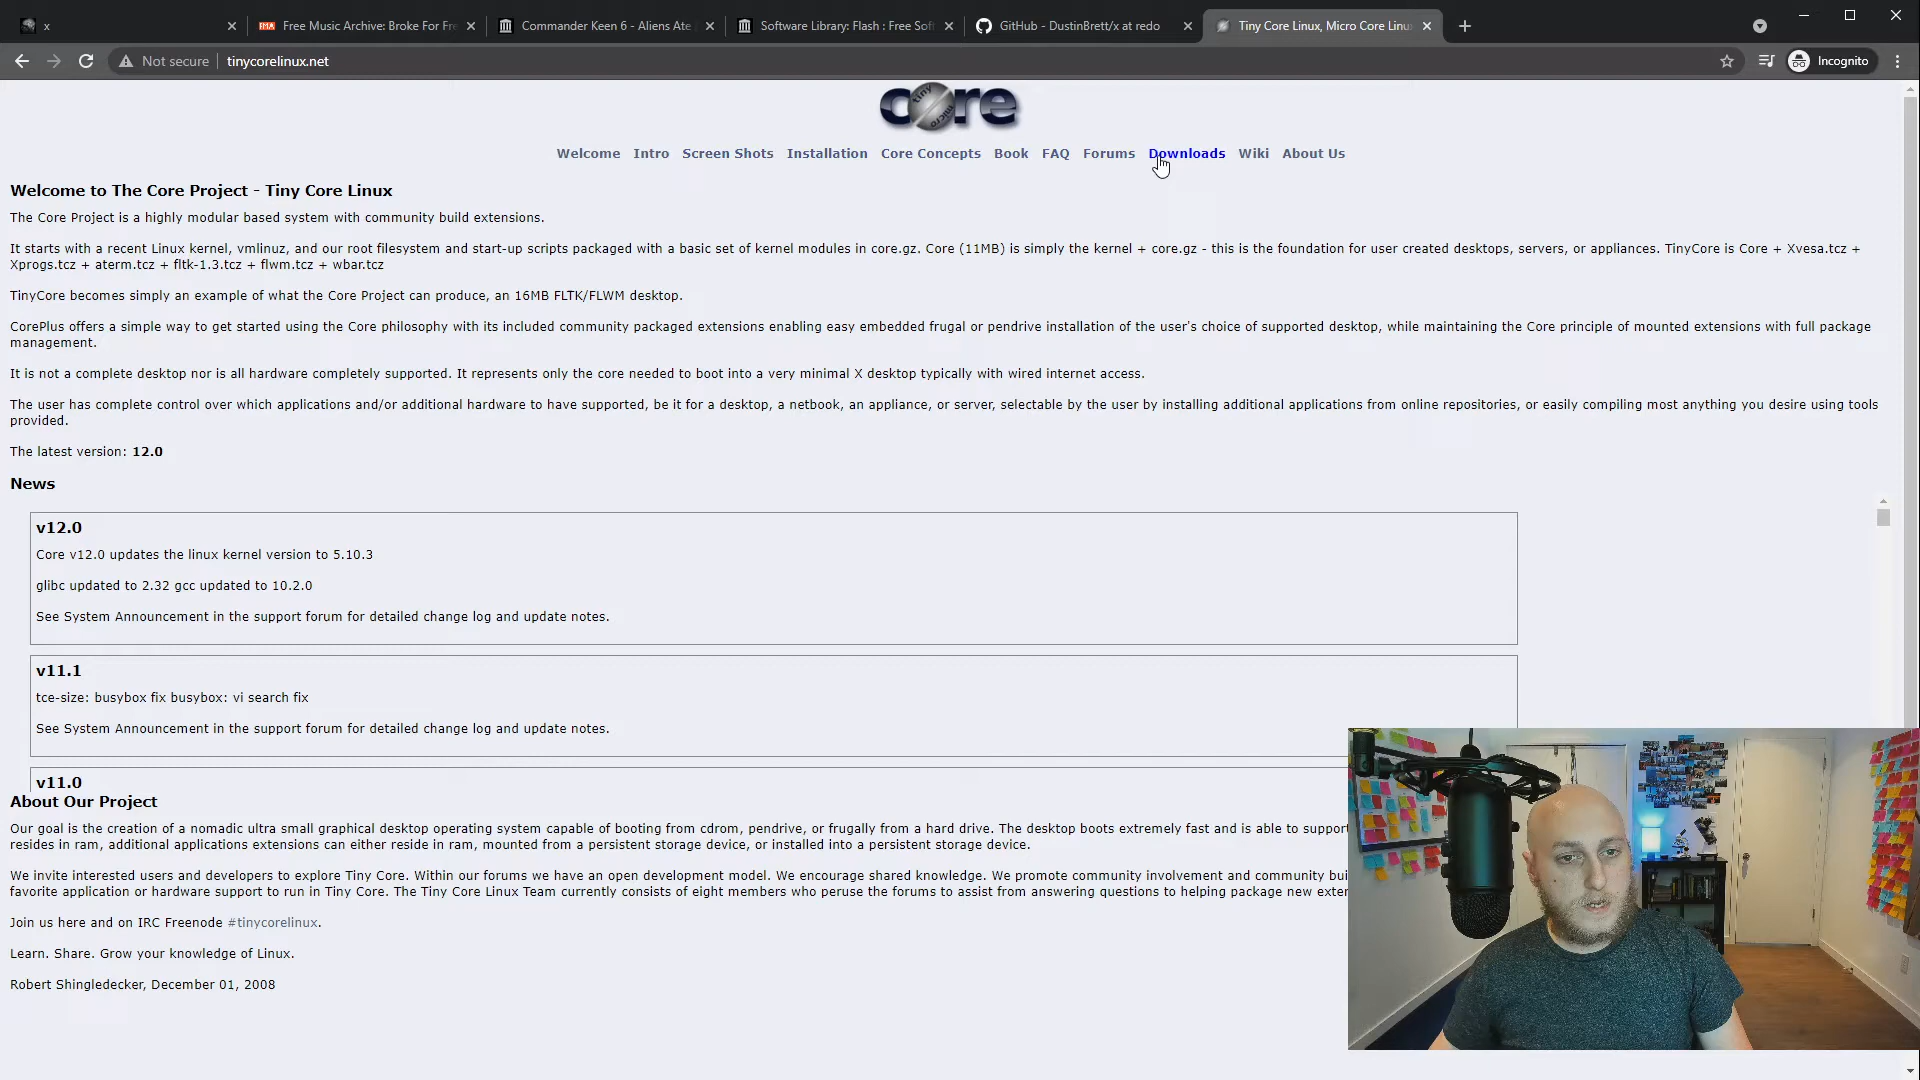 x
Free Music Archive: Broke For Fre
Commander Keen 6 - Aliens Ate
Software Library: Flash : Free Soft
GitHub - DustinBrett/x at redo
Tiny Core Linux, Micro Core Linu
Not secure
tinycorelinux.net
Incognito
core
tiny
micro
Welcome Intro Screen Shots Installation Core Concepts Book FAQ Forums Downloads Wiki About Us
Welcome to The Core Project - Tiny Core Linux
The Core Project is a highly modular based system with community build extensions.
It starts with a recent Linux kernel, vmlinuz, and our root filesystem and start-up scripts packaged with a basic set of kernel modules in core.gz. Core (11MB) is simply the kernel + core.gz - this is the foundation for user created desktops, servers, or appliances. TinyCore is Core + Xvesa.tcz +
Xprogs.tcz + aterm.tcz + fltk-1.3.tcz + flwm.tcz + wbar.tcz
TinyCore becomes simply an example of what the Core Project can produce, an 16MB FLTK/FLWM desktop.
CorePlus offers a simple way to get started using the Core philosophy with its included community packaged extensions enabling easy embedded frugal or pendrive installation of the user's choice of supported desktop, while maintaining the Core principle of mounted extensions with full package
management.
It is not a complete desktop nor is all hardware completely supported. It represents only the core needed to boot into a very minimal X desktop typically with wired internet access.
The user has complete control over which applications and/or additional hardware to have supported, be it for a desktop, a netbook, an appliance, or server, selectable by the user by installing additional applications from online repositories, or easily compiling most anything you desire using tools
provided.
The latest version: 12.0
News
v12.0
Core v12.0 updates the linux kernel version to 5.10.3
glibc updated to 2.32 gcc updated to 10.2.0
See System Announcement in the support forum for detailed change log and update notes.
v11.1
tce-size: busybox fix busybox: vi search fix
See System Announcement in the support forum for detailed change log and update notes.
v11.0
About Our Project
Our goal is the creation of a nomadic ultra small graphical desktop operating system capable of booting from cdrom, pendrive, or frugally from a hard drive. The desktop boots extremely fast and is able to support
resides in ram, additional applications extensions can either reside in ram, mounted from a persistent storage device, or installed into a persistent storage device.
We invite interested users and developers to explore Tiny Core. Within our forums we have an open development model. We encourage shared knowledge. We promote community involvement and community bui
favorite application or hardware support to run in Tiny Core. The Tiny Core Linux Team currently consists of eight members who peruse the forums to assist from answering questions to helping package new exter
Join us here and on IRC Freenode #tinycorelinux.
Learn. Share. Grow your knowledge of Linux.
Robert Shingledecker, December 01, 2008